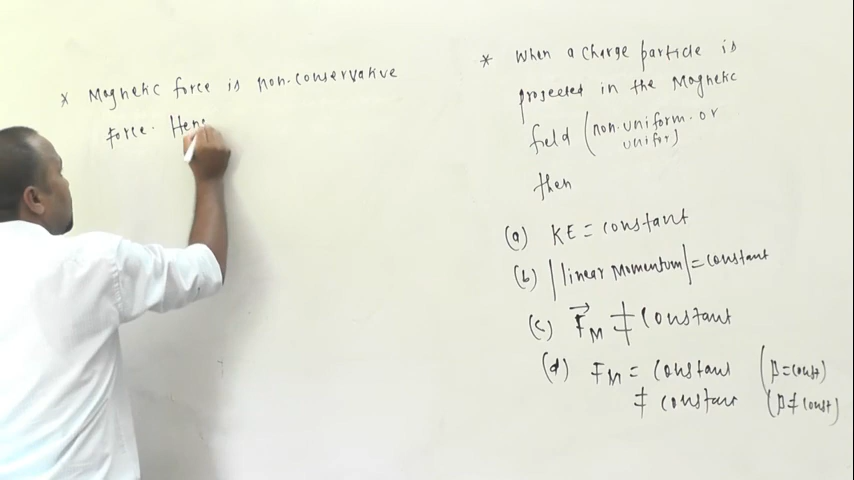 * Magnetic force is non-conservative
force. Hen
* When a charge particle is
projected in the Magnetic
field (non-uniform. or
unifor)
then
(a) KE = constant
(b) |linear Momentum| = constant
(c) F⃗M ≠ constant
(d) FM = constant (B=const)
≠ constant (B≠const)